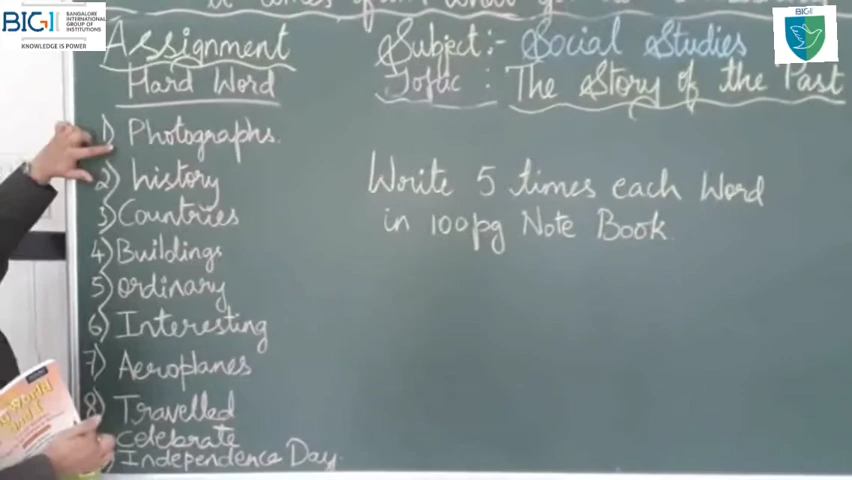 BIGI
BANGALORE
INTERNATIONAL
GROUP OF
INSTITUTIONS
KNOWLEDGE IS POWER
BIGI
Assignment
Hard Word
Subject:- Social Studies
Topic : The Story of the Past
1) Photographs.
2) history
3) Countries
4) Buildings
5) ordinary
6) Interesting
7) Aeroplanes
8) Travelled
Celebrate
Independence Day.
Write 5 times each Word
in 100pg Note Book.